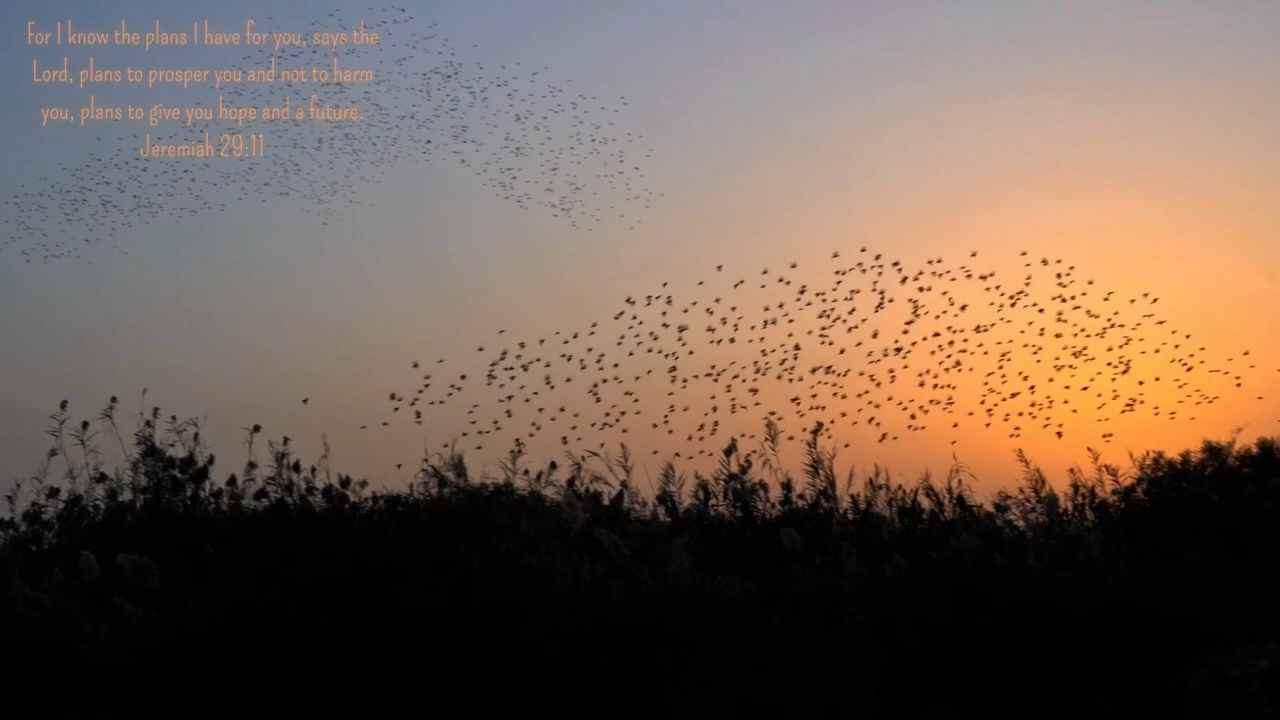 For I know the plans I have for you, says the
Lord, plans to prosper you and not to harm
you, plans to give you hope and a future.
Jeremiah 29:11